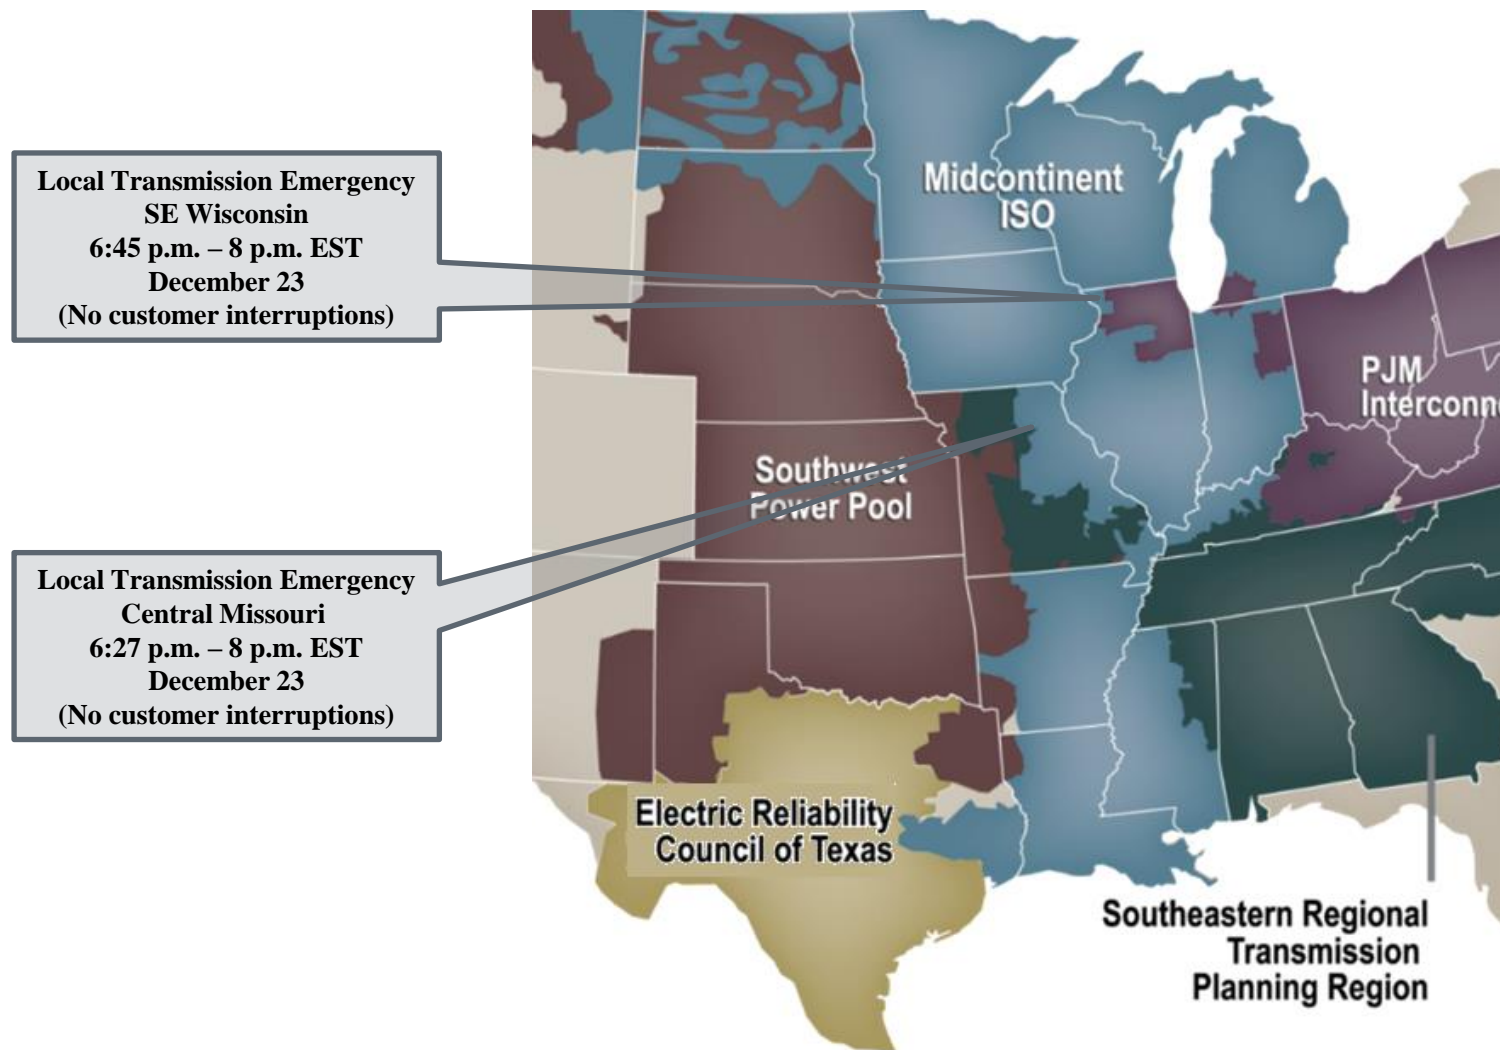 Local Transmission Emergency
SE Wisconsin
6:45 p.m. – 8 p.m. EST
December 23
(No customer interruptions)
Local Transmission Emergency
Central Missouri
6:27 p.m. – 8 p.m. EST
December 23
(No customer interruptions)
Midcontinent
ISO
PJM
Interconne
Southwest
Power Pool
Electric Reliability
Council of Texas
Southeastern Regional
Transmission
Planning Region